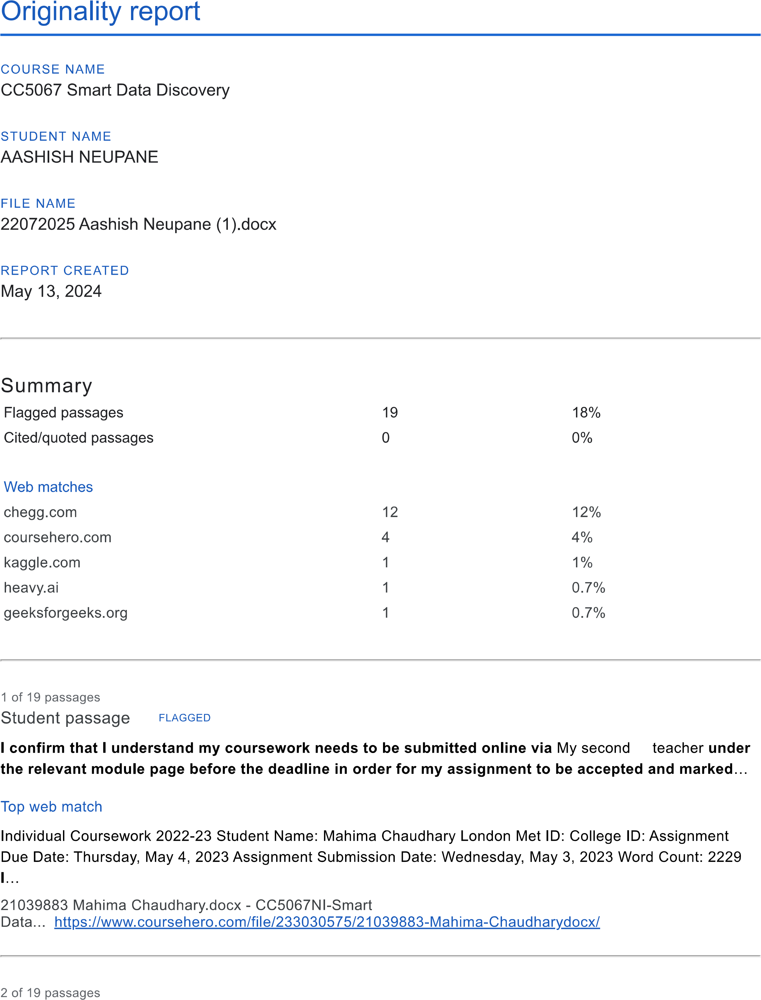 Originality report
COURSE NAME
CC5067 Smart Data Discovery
STUDENT NAME
AASHISH NEUPANE
FILE NAME
22072025 Aashish Neupane (1).docx
REPORT CREATED
May 13, 2024
Summary
Flagged passages 19 18%
Cited/quoted passages 0 0%
Web matches
chegg.com 12 12%
coursehero.com 4 4%
kaggle.com 1 1%
heavy.ai 1 0.7%
geeksforgeeks.org 1 0.7%
1 of 19 passages
Student passage FLAGGED
I confirm that I understand my coursework needs to be submitted online via My second teacher under
the relevant module page before the deadline in order for my assignment to be accepted and marked…
Top web match
Individual Coursework 2022-23 Student Name: Mahima Chaudhary London Met ID: College ID: Assignment
Due Date: Thursday, May 4, 2023 Assignment Submission Date: Wednesday, May 3, 2023 Word Count: 2229
I…
21039883 Mahima Chaudhary.docx - CC5067NI-Smart
Data... https://www.coursehero.com/file/233030575/21039883-Mahima-Chaudharydocx/
2 of 19 passages